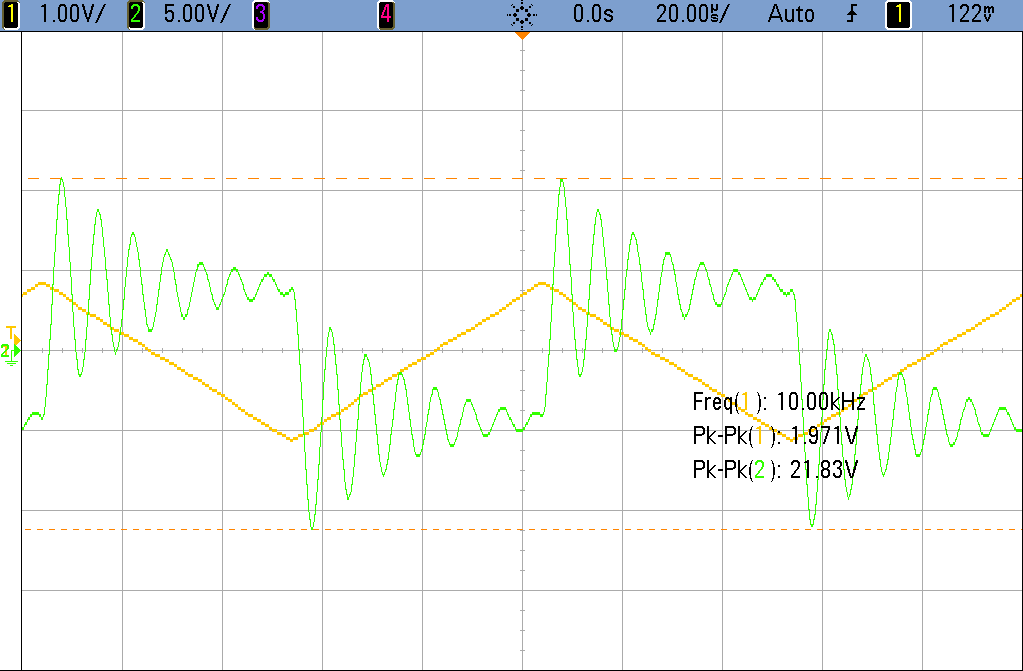 1 1.00V/ 2 5.00V/ 3 4 0.0s 20.00µs/ Auto 1 122mV
T
2
Freq(1): 10.00kHz
Pk-Pk(1): 1.971V
Pk-Pk(2): 21.83V